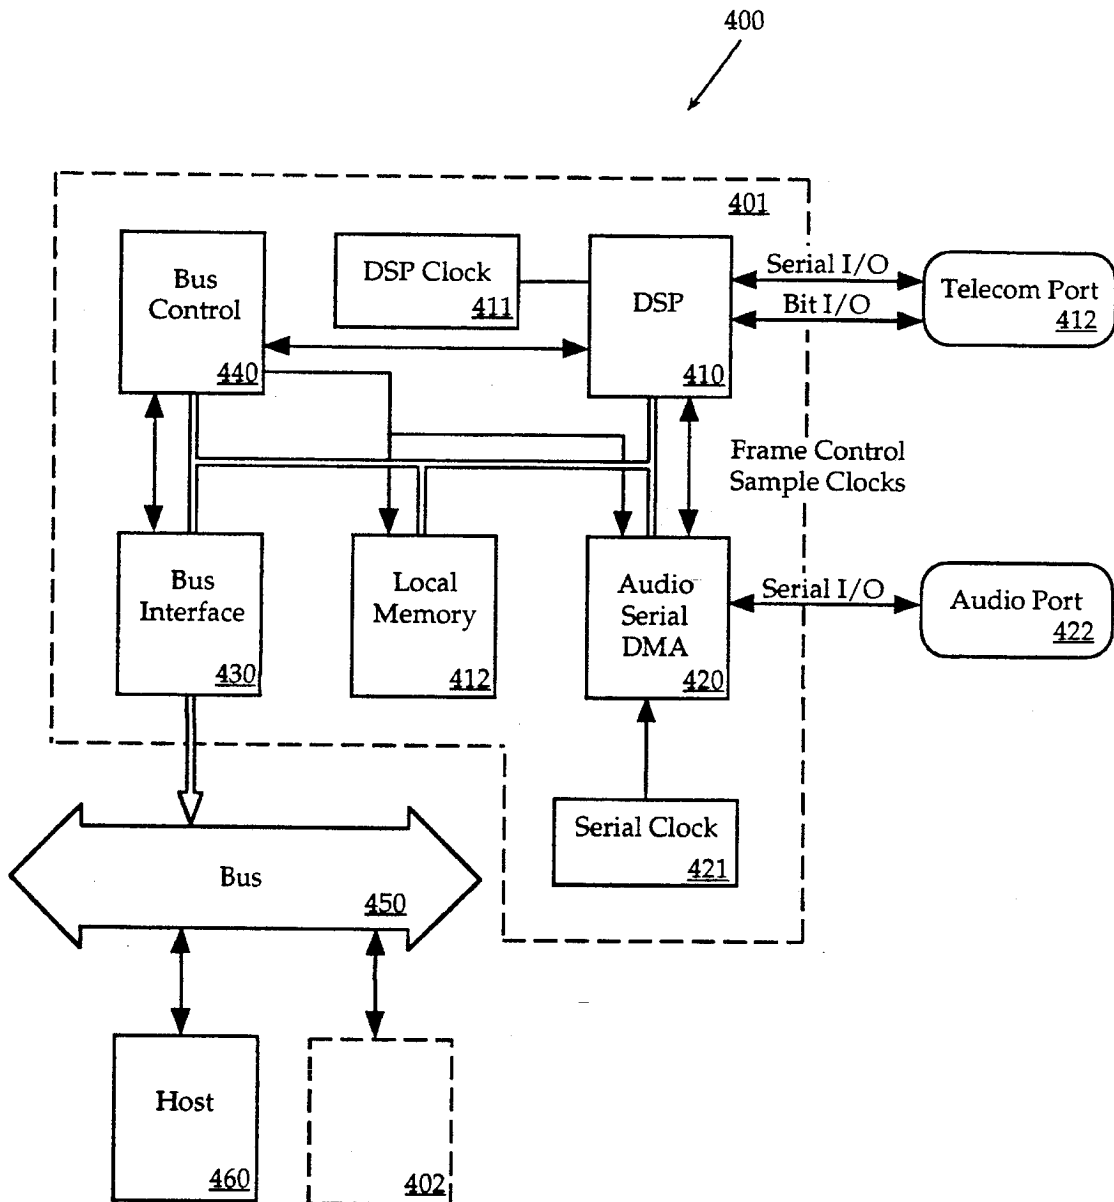 400
401
Bus
Control
440
DSP Clock
411
DSP
410
Serial I/O
Bit I/O
Telecom Port
412
Frame Control
Sample Clocks
Bus
Interface
430
Local
Memory
412
Audio
Serial
DMA
420
Serial I/O
Audio Port
422
Serial Clock
421
Bus
450
Host
460
402